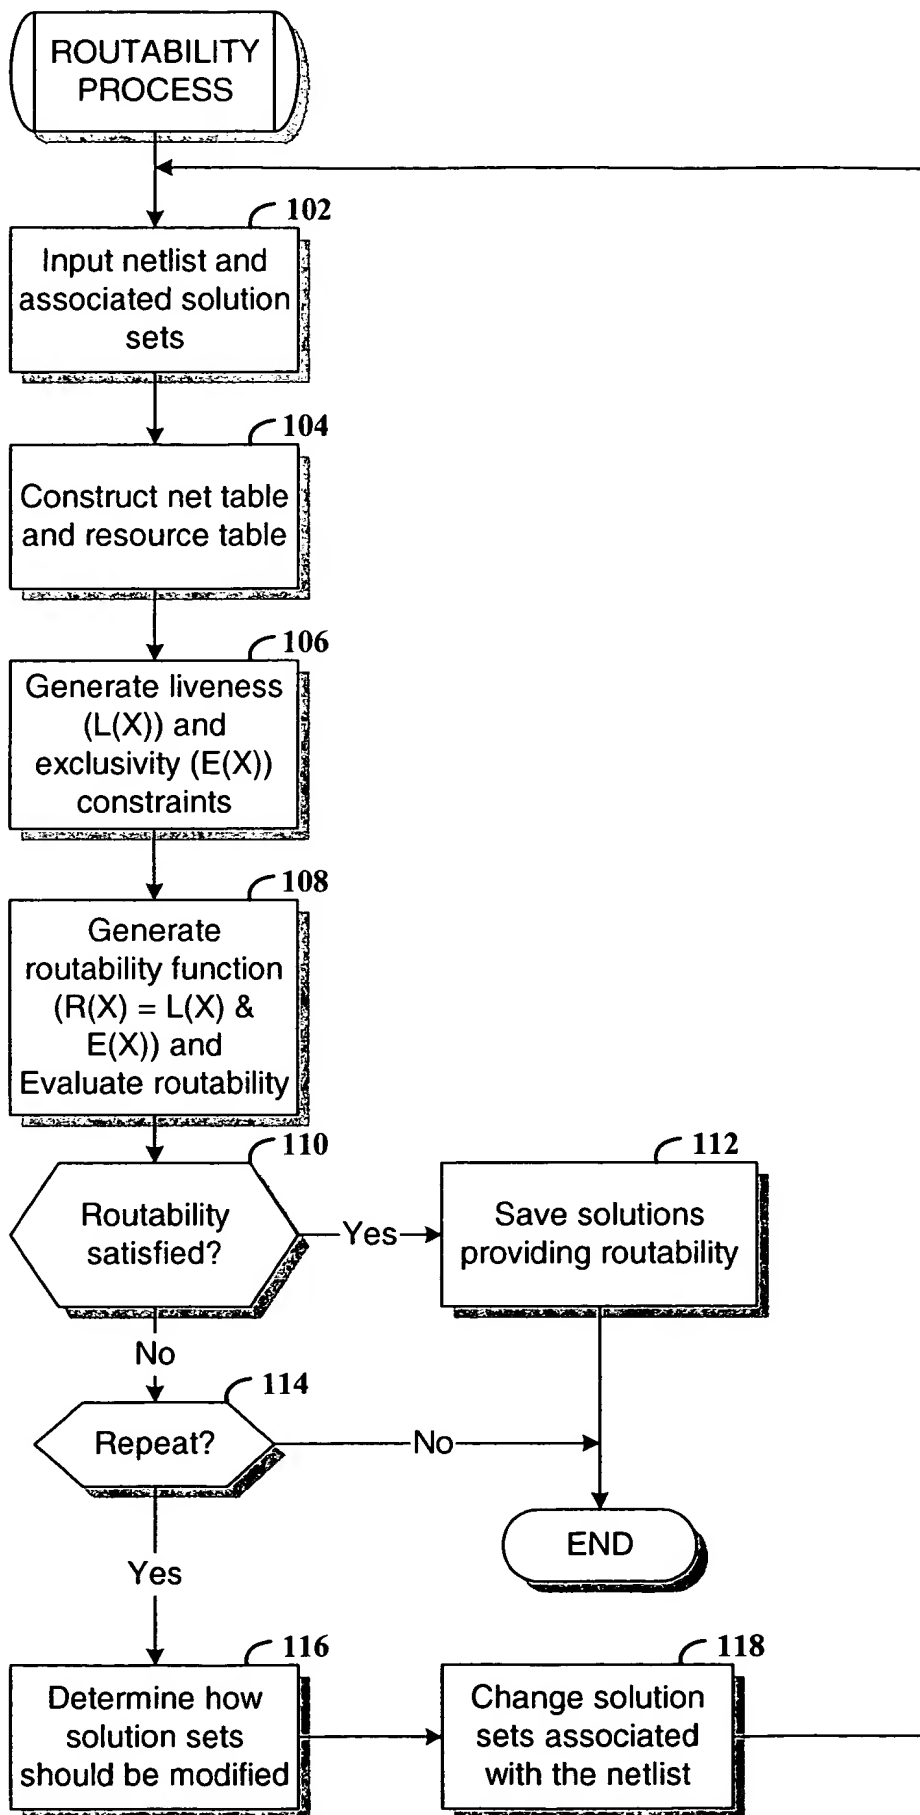 ROUTABILITY
PROCESS
102
Input netlist and
associated solution
sets
104
Construct net table
and resource table
106
Generate liveness
(L(X)) and
exclusivity (E(X))
constraints
108
Generate
routability function
(R(X) = L(X) &
E(X)) and
Evaluate routability
110
Routability
satisfied?
Yes
112
Save solutions
providing routability
No
114
Repeat?
No
END
Yes
116
Determine how
solution sets
should be modified
118
Change solution
sets associated
with the netlist